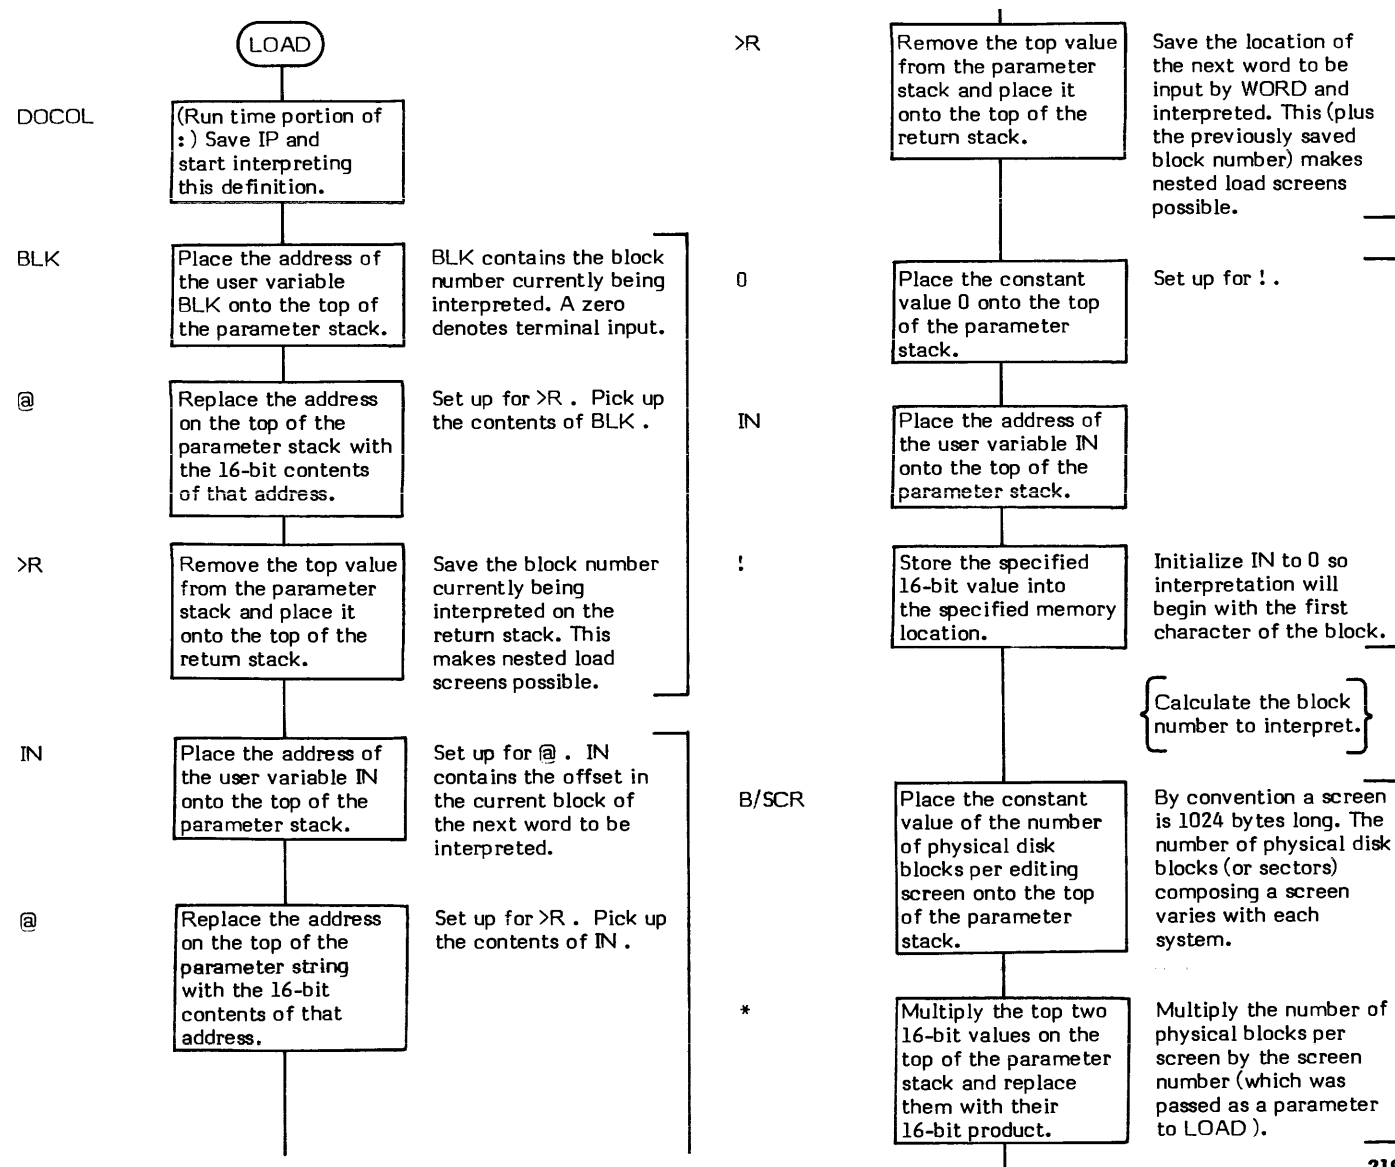 LOAD
DOCOL
(Run time portion of
:) Save IP and
start interpreting
this definition.
BLK
Place the address of
the user variable
BLK onto the top of
the parameter stack.
BLK contains the block
number currently being
interpreted. A zero
denotes terminal input.
@
Replace the address
on the top of the
parameter stack with
the 16-bit contents
of that address.
Set up for >R . Pick up
the contents of BLK .
>R
Remove the top value
from the parameter
stack and place it
onto the top of the
return stack.
Save the block number
currently being
interpreted on the
return stack. This
makes nested load
screens possible.
IN
Place the address of
the user variable IN
onto the top of the
parameter stack.
Set up for @ . IN
contains the offset in
the current block of
the next word to be
interpreted.
@
Replace the address
on the top of the
parameter string
with the 16-bit
contents of that
address.
Set up for >R . Pick up
the contents of IN .
>R
Remove the top value
from the parameter
stack and place it
onto the top of the
return stack.
Save the location of
the next word to be
input by WORD and
interpreted. This (plus
the previously saved
block number) makes
nested load screens
possible.
0
Place the constant
value 0 onto the top
of the parameter
stack.
Set up for ! .
IN
Place the address of
the user variable IN
onto the top of the
parameter stack.
!
Store the specified
16-bit value into
the specified memory
location.
Initialize IN to 0 so
interpretation will
begin with the first
character of the block.
Calculate the block
number to interpret.
B/SCR
Place the constant
value of the number
of physical disk
blocks per editing
screen onto the top
of the parameter
stack.
By convention a screen
is 1024 bytes long. The
number of physical disk
blocks (or sectors)
composing a screen
varies with each
system.
*
Multiply the top two
16-bit values on the
top of the parameter
stack and replace
them with their
16-bit product.
Multiply the number of
physical blocks per
screen by the screen
number (which was
passed as a parameter
to LOAD ).